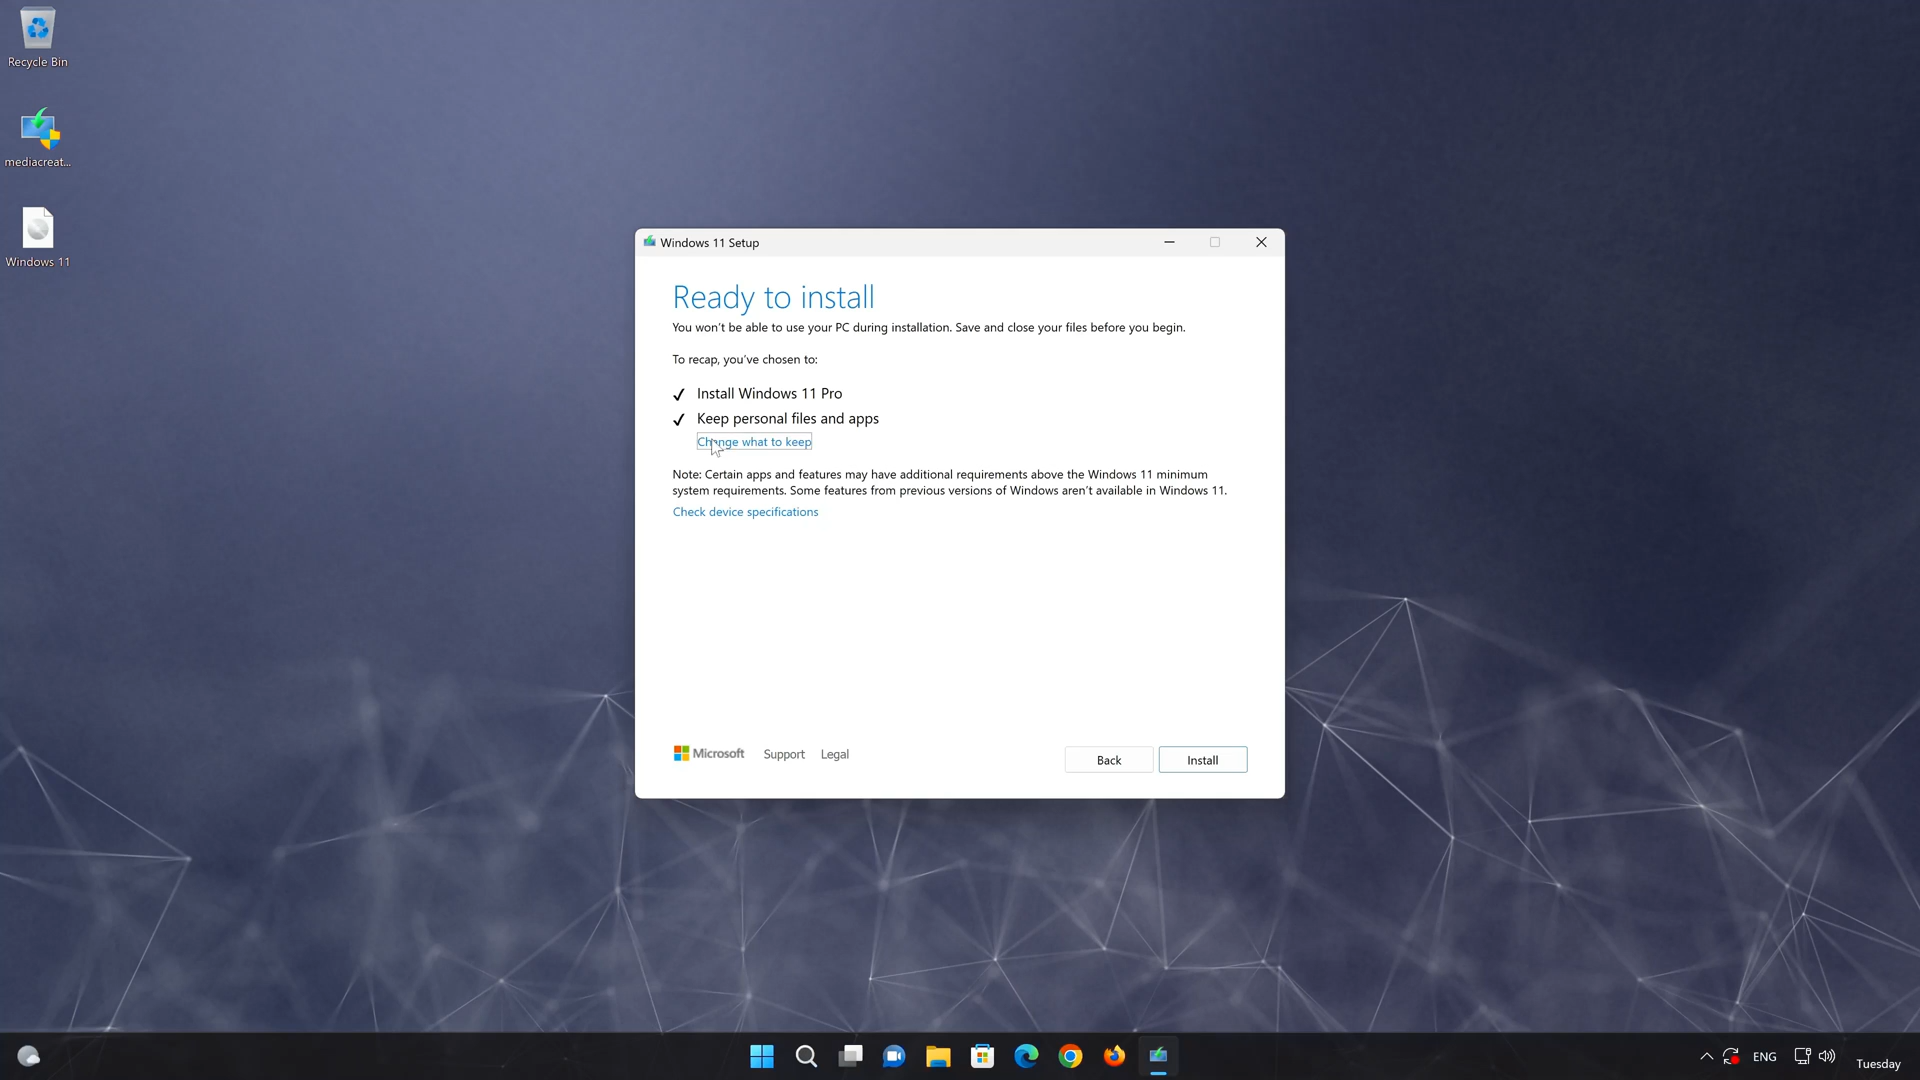 Recycle Bin
mediacreat...
Windows 11
Windows 11 Setup
Ready to install
You won't be able to use your PC during installation. Save and close your files before you begin.
To recap, you've chosen to:
Install Windows 11 Pro
Keep personal files and apps
Change what to keep
Note: Certain apps and features may have additional requirements above the Windows 11 minimum
system requirements. Some features from previous versions of Windows aren't available in Windows 11.
Check device specifications
Microsoft Support Legal
Back Install
ENG
Tuesday